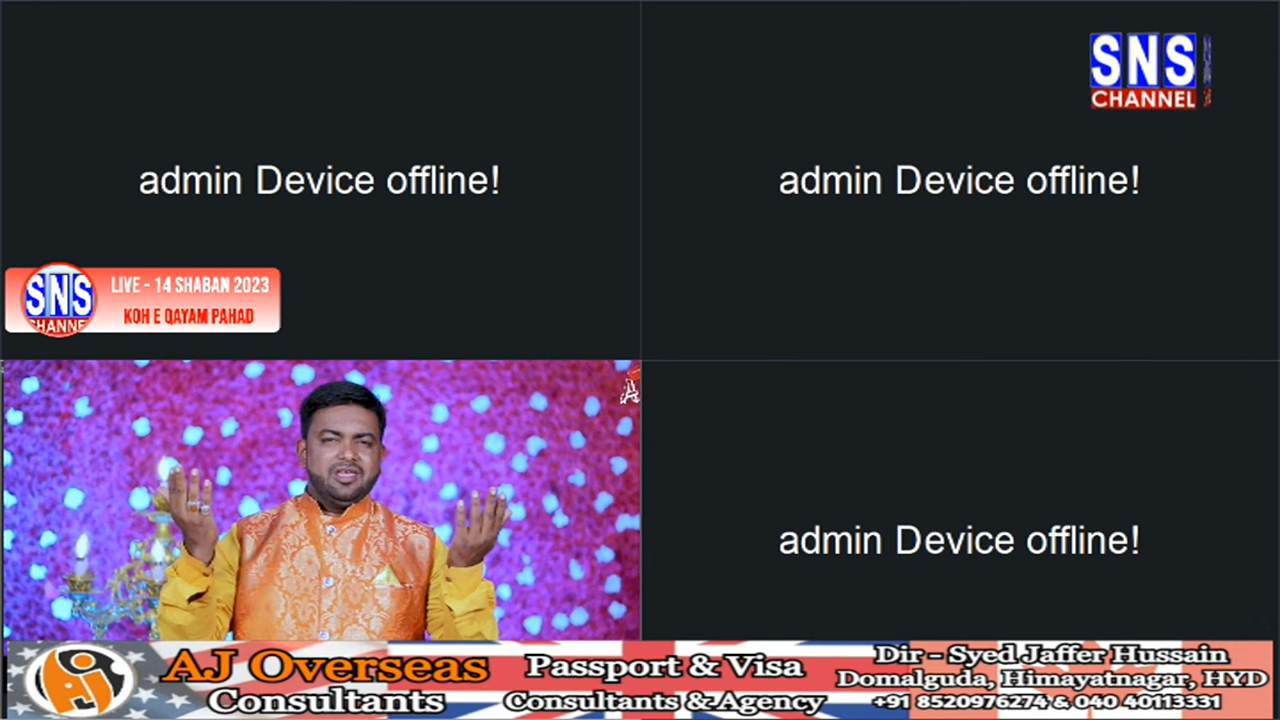 SNS
CHANNEL
admin Device offline!
admin Device offline!
SNS
CHANNE
LIVE - 14 SHABAN 2023
KOH E QAYAM PAHAD
A
admin Device offline!
AJ Overseas
Consultants
Passport & Visa
Consultants & Agency
Dir - Syed Jaffer Hussain
Domalguda, Himayatnagar, HYD
+91 8520976274 & 040 40113331